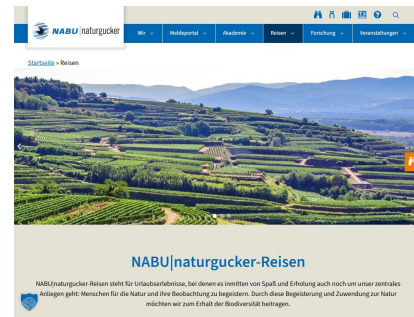 NABU|naturgucker
Wir
Meldeportal
Akademie
Reisen
Forschung
Veranstaltungen
Startseite » Reisen
NABU|naturgucker-Reisen
NABU|naturgucker-Reisen steht für Urlaubserlebnisse, bei denen es inmitten von Spaß und Erholung auch noch um unser zentrales
Anliegen geht: Menschen für die Natur und ihre Beobachtung zu begeistern. Durch diese Begeisterung und Zuwendung zur Natur
möchten wir zum Erhalt der Biodiversität beitragen.